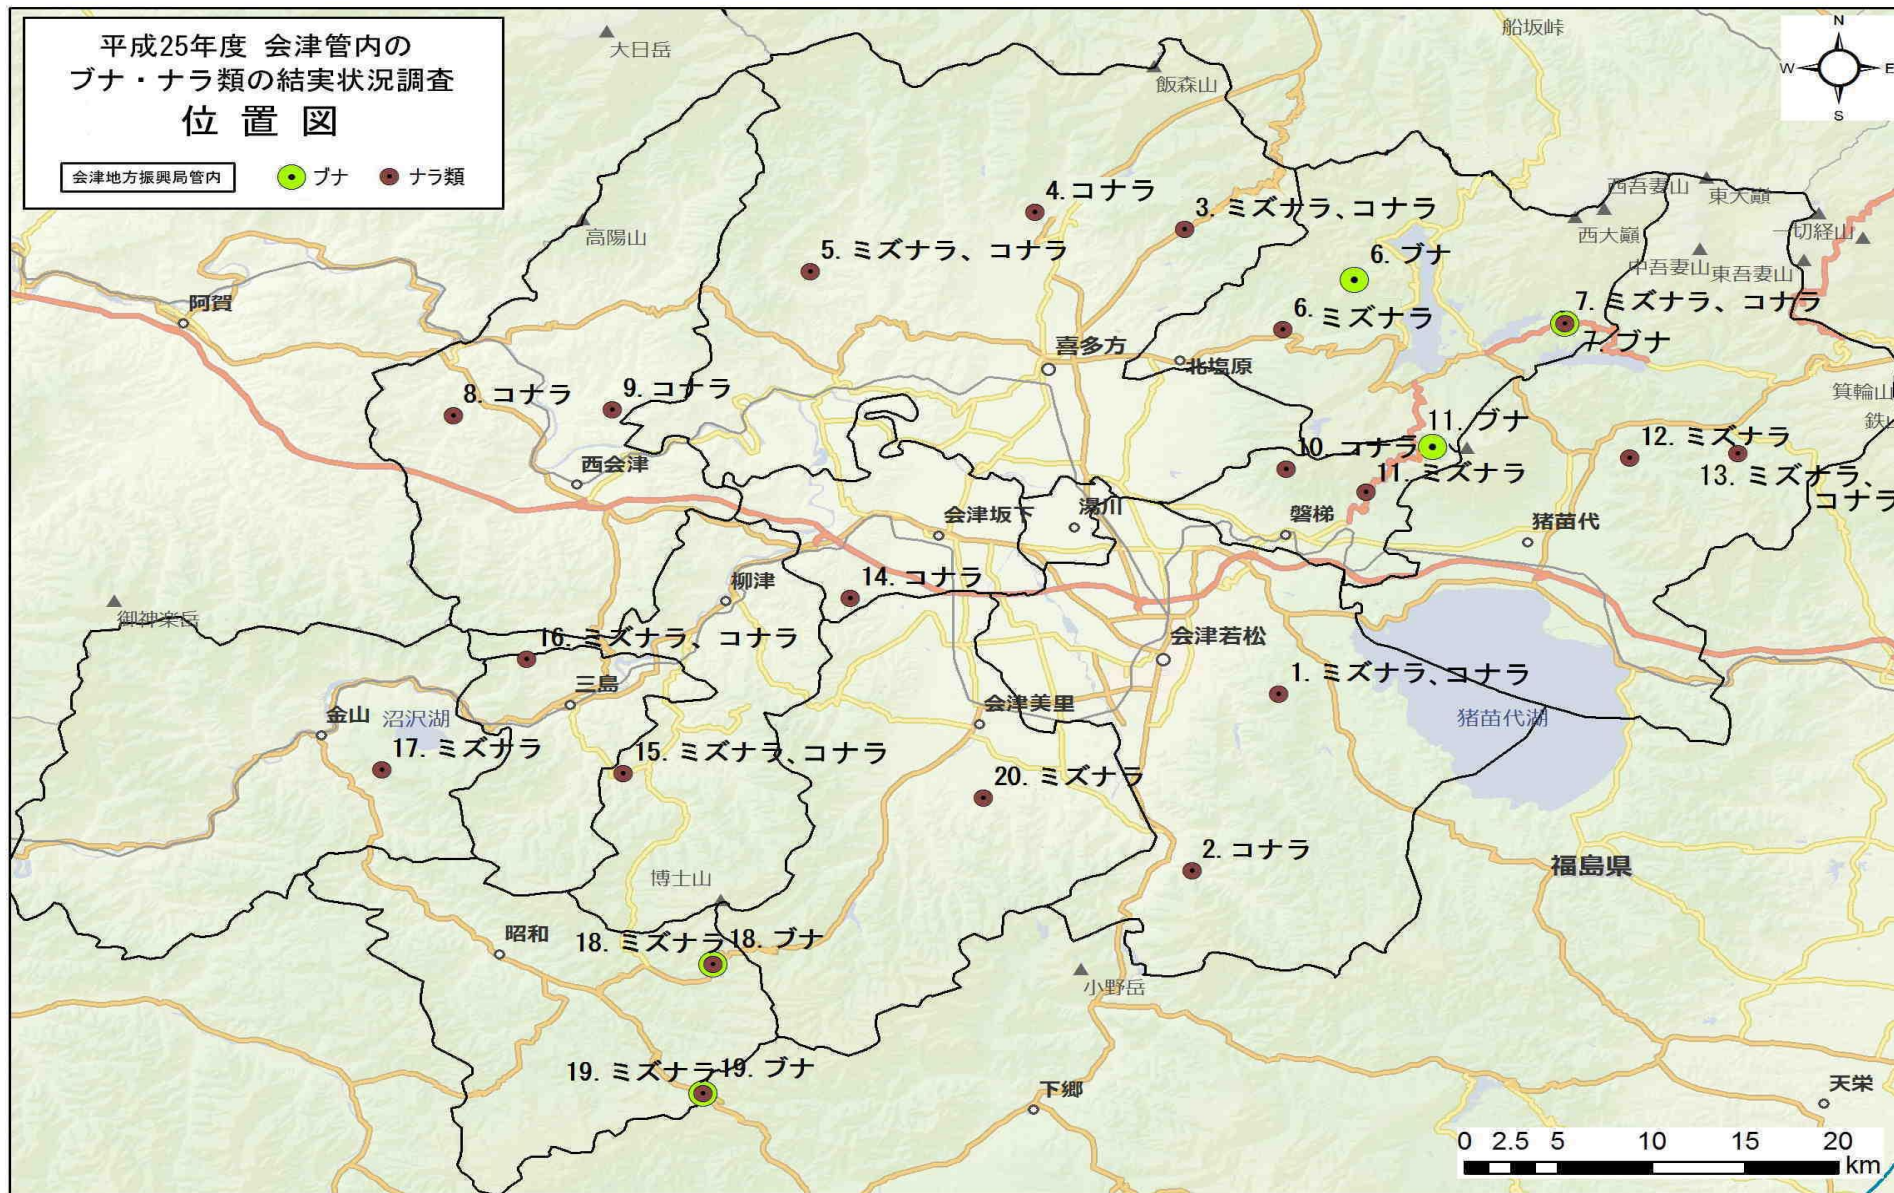 平成25年度 会津管内の
ブナ・ナラ類の結実状況調査
位置図
会津地方振興局管内
ブナ
ナラ類
N
W
E
S
大日岳
船坂峠
飯森山
高陽山
西吾妻山
東大巓
西大巓
一切経山
中吾妻山
東吾妻山
4. コナラ
3. ミズナラ、コナラ
5. ミズナラ、コナラ
6. ブナ
6. ミズナラ
7. ミズナラ、コナラ
7. ブナ
阿賀
喜多方
北塩原
箕輪山
鉄山
8. コナラ
9. コナラ
11. ブナ
10. コナラ
11. ミズナラ
12. ミズナラ
13. ミズナラ、
コナラ
西会津
会津坂下
湯川
磐梯
猪苗代
柳津
14. コナラ
御神楽岳
16. ミズナラ、コナラ
会津若松
1. ミズナラ、コナラ
三島
金山
沼沢湖
会津美里
猪苗代湖
17. ミズナラ
15. ミズナラ、コナラ
20. ミズナラ
2. コナラ
福島県
博士山
昭和
18. ミズナラ
18. ブナ
小野岳
19. ミズナラ
19. ブナ
下郷
天栄
0 2.5 5 10 15 20
km